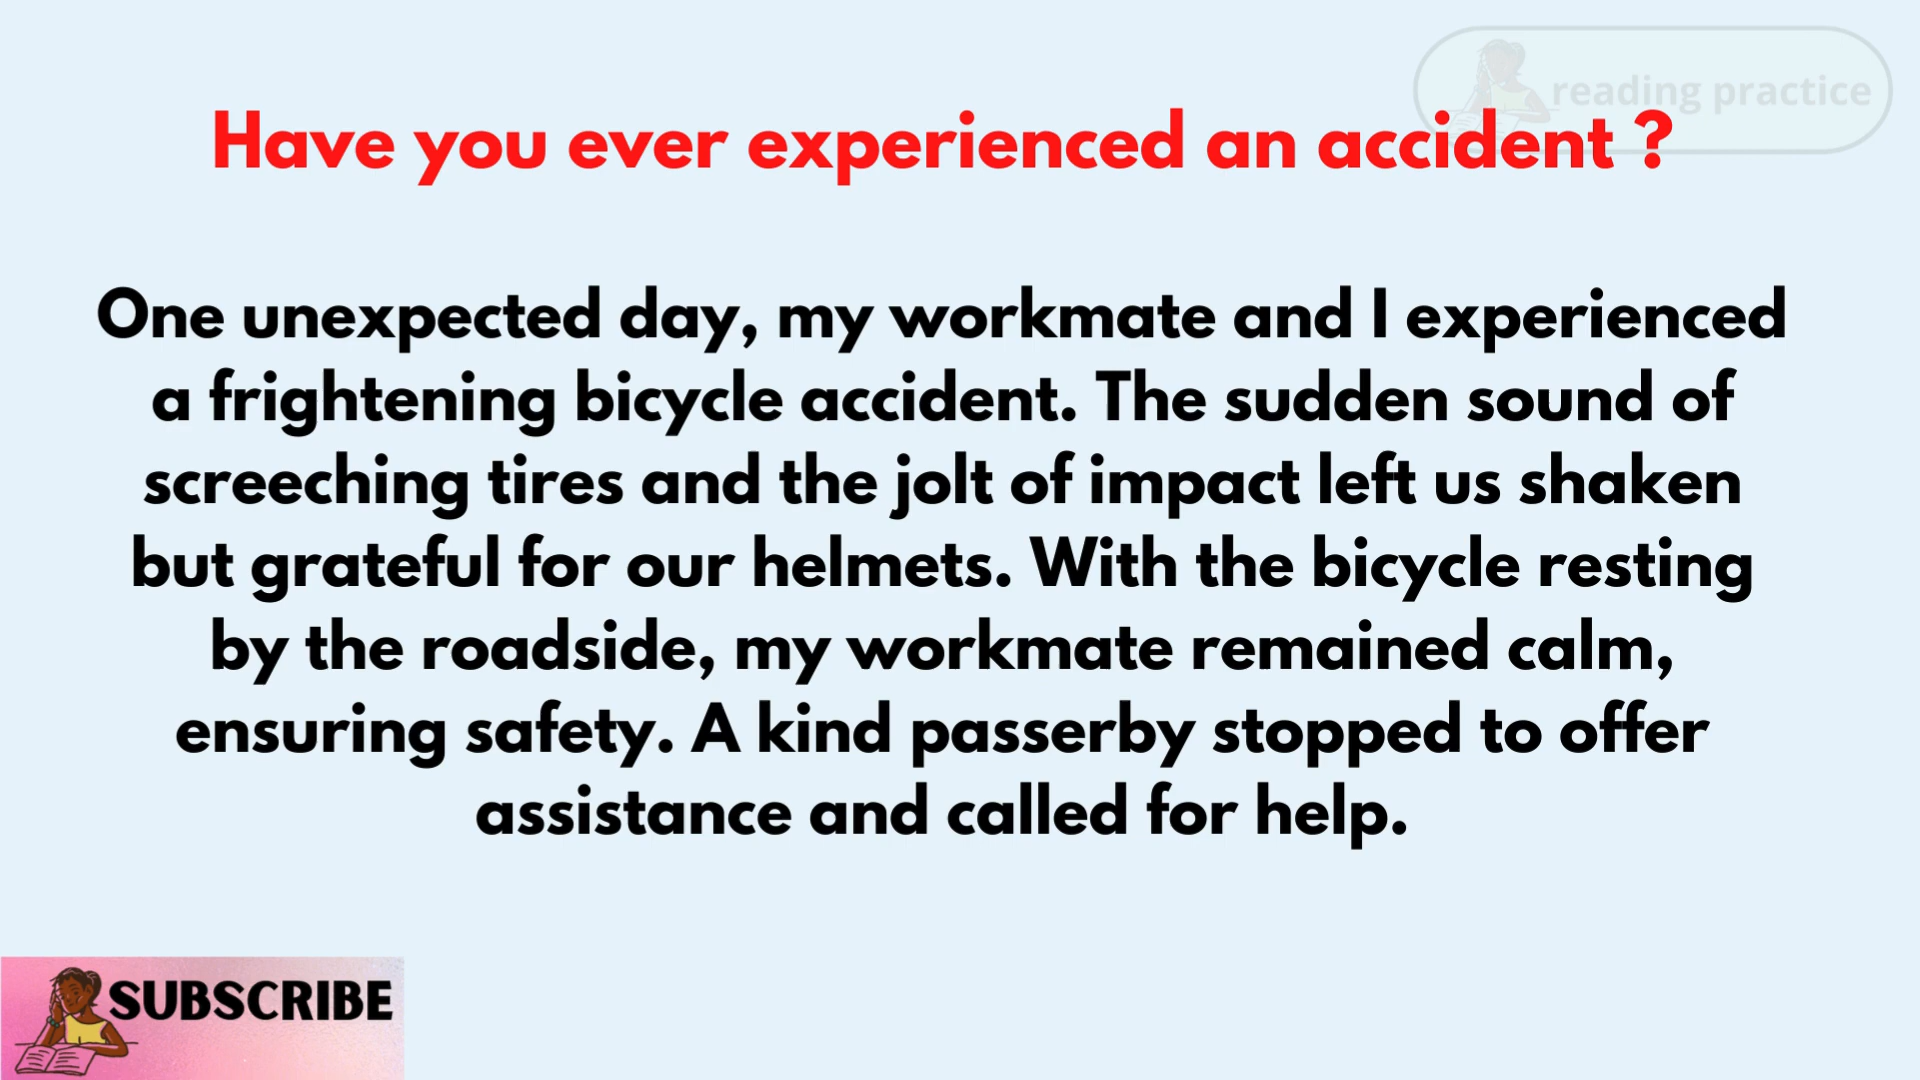 reading practice
Have you ever experienced an accident ?
One unexpected day, my workmate and I experienced
a frightening bicycle accident. The sudden sound of
screeching tires and the jolt of impact left us shaken
but grateful for our helmets. With the bicycle resting
by the roadside, my workmate remained calm,
ensuring safety. A kind passerby stopped to offer
assistance and called for help.
SUBSCRIBE